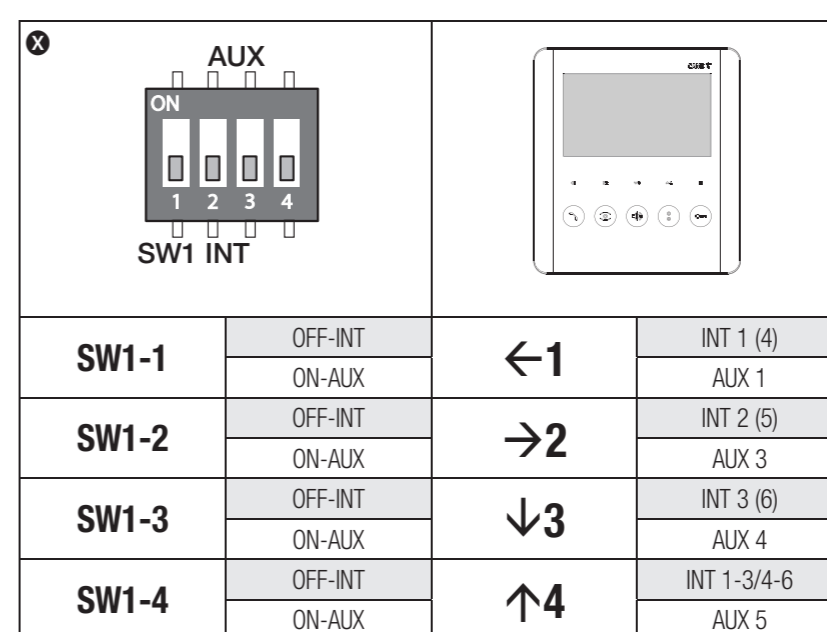 X
AUX
ON
1 2 3 4
SW1 INT
SW1-1 OFF-INT ←1 INT 1 (4)
ON-AUX AUX 1
SW1-2 OFF-INT →2 INT 2 (5)
ON-AUX AUX 3
SW1-3 OFF-INT ↓3 INT 3 (6)
ON-AUX AUX 4
SW1-4 OFF-INT ↑4 INT 1-3/4-6
ON-AUX AUX 5